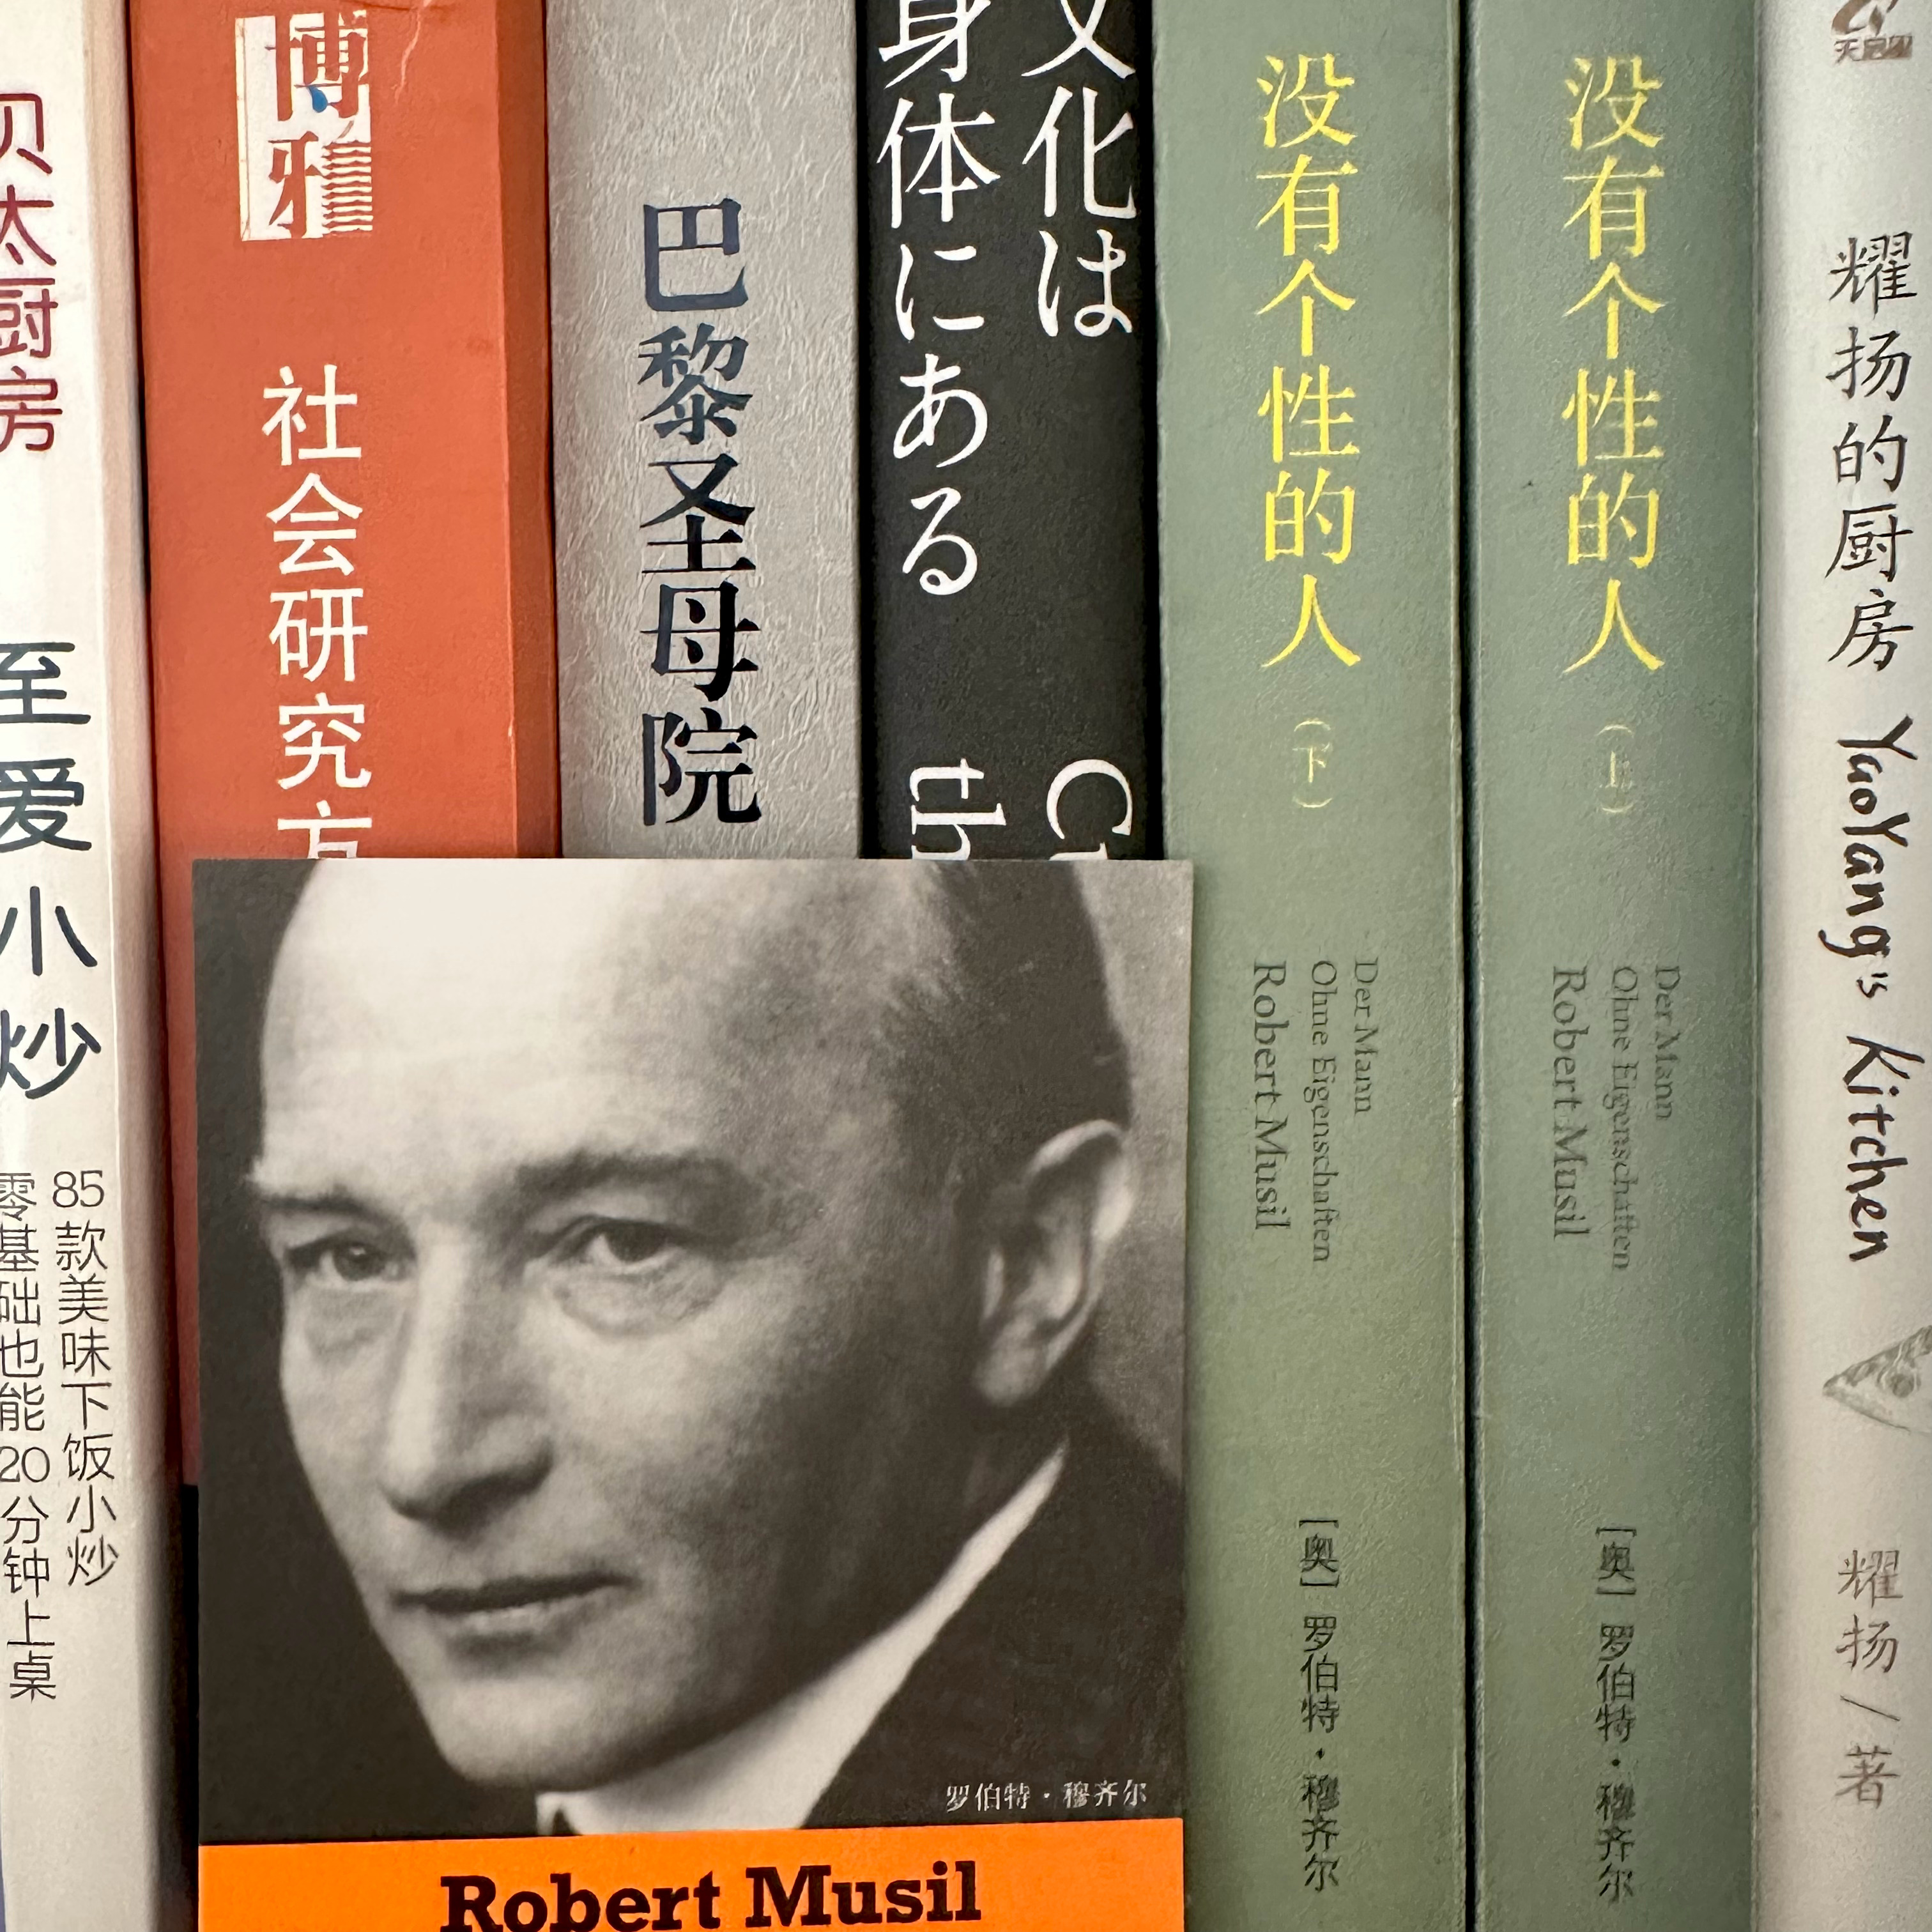 贝太厨房
至爱小炒
85款美味下饭小炒
零基础也能20分钟上桌
博雅
社会研究方
巴黎圣母院
文化は
身体にある
没有个性的人
（下）
Der Mann
Ohne Eigenschaften
Robert Musil
［奥］罗伯特·穆齐尔
没有个性的人
（上）
Der Mann
Ohne Eigenschaften
Robert Musil
［奥］罗伯特·穆齐尔
耀扬的厨房 YaoYang's Kitchen
耀扬/著
罗伯特·穆齐尔
Robert Musil